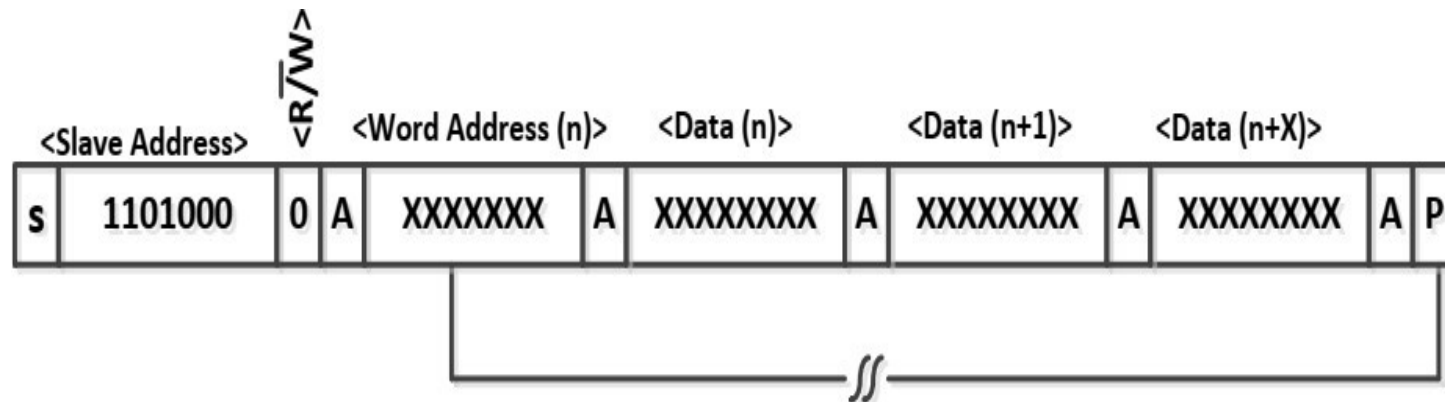 <R/W̅>
<Slave Address> <Word Address (n)> <Data (n)> <Data (n+1)> <Data (n+X)>
s 1101000 0 A XXXXXXX A XXXXXXXX A XXXXXXXX A XXXXXXXX A P